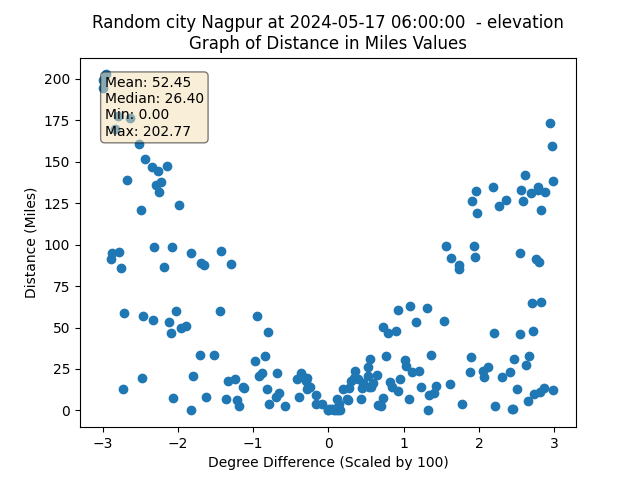 Random city Nagpur at 2024-05-17 06:00:00  - elevation
Graph of Distance in Miles Values
Mean: 52.45
Median: 26.40
Min: 0.00
Max: 202.77
Distance (Miles)
200
175
150
125
100
75
50
25
0
−3 −2 −1 0 1 2 3
Degree Difference (Scaled by 100)